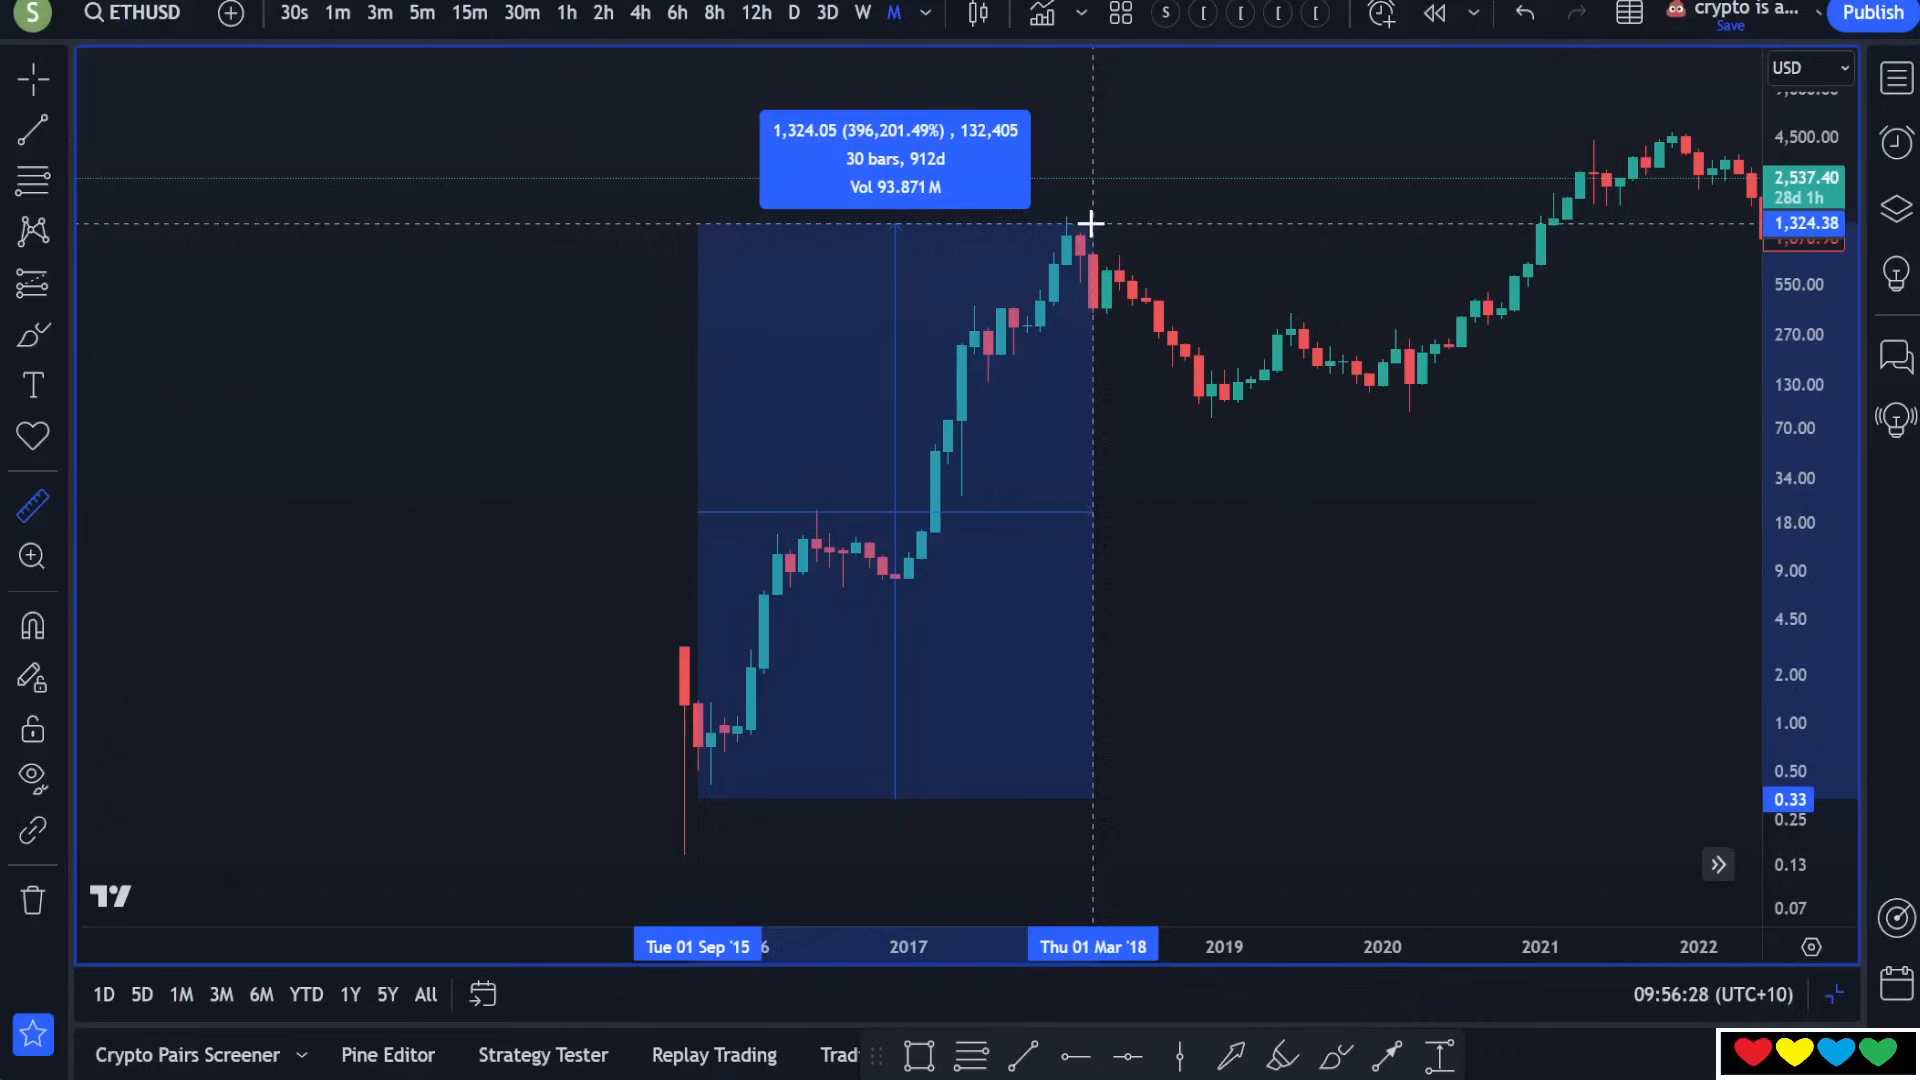 S
ETHUSD
30s 1m 3m 5m 15m 30m 1h 2h 4h 6h 8h 12h D 3D W M
S [ [ [ [
crypto is a...
Save
Publish
USD
1,324.05 (396,201.49%) , 132,405
30 bars, 912d
Vol 93.871 M
4,500.00
2,537.40
28d 1h
1,324.38
550.00
270.00
130.00
70.00
34.00
18.00
9.00
4.50
2.00
1.00
0.50
0.33
0.25
0.13
0.07
Tue 01 Sep '15 6 2017 Thu 01 Mar '18 2019 2020 2021 2022
1D 5D 1M 3M 6M YTD 1Y 5Y All
09:56:28 (UTC+10)
Crypto Pairs Screener Pine Editor Strategy Tester Replay Trading Trad